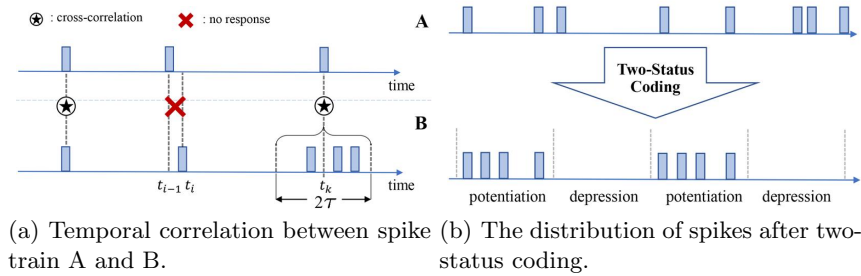 : cross-correlation
: no response
time
t_{i-1} t_i
t_k
time
2τ
A
Two-Status
Coding
B
potentiation
depression
potentiation
depression
(a) Temporal correlation between spike
train A and B.
(b) The distribution of spikes after two-
status coding.